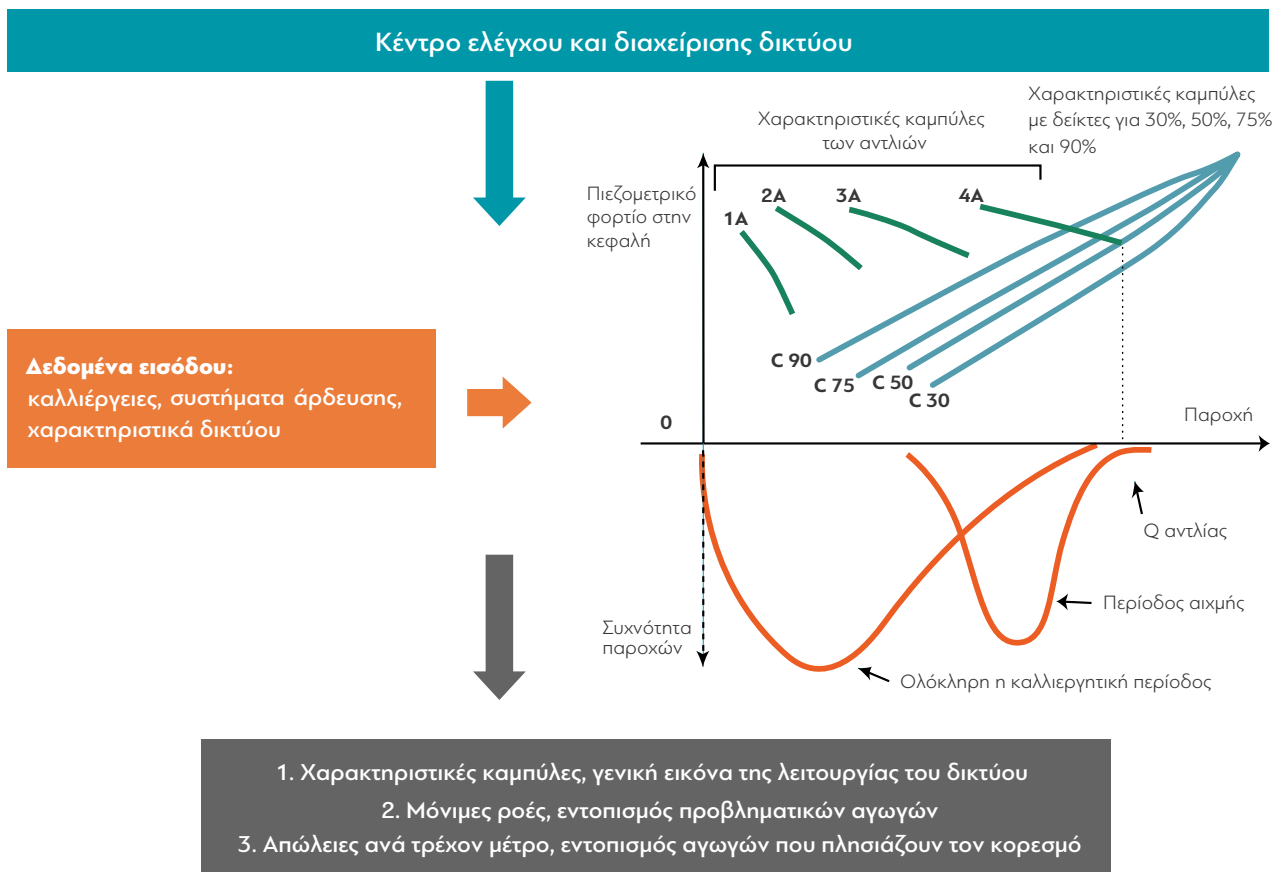 Κέντρο ελέγχου και διαχείρισης δικτύου
Χαρακτηριστικές καμπύλες
με δείκτες για 30%, 50%, 75%
και 90%
Χαρακτηριστικές καμπύλες
των αντλιών
Πιεζομετρικό
φορτίο στην
κεφαλή
1A
2A
3A
4A
Δεδομένα εισόδου:
καλλιέργειες, συστήματα άρδευσης,
χαρακτηριστικά δικτύου
C 90
C 75
C 50
C 30
0
Παροχή
Q αντλίας
Περίοδος αιχμής
Συχνότητα
παροχών
Ολόκληρη η καλλιεργητική περίοδος
1. Χαρακτηριστικές καμπύλες, γενική εικόνα της λειτουργίας του δικτύου
2. Μόνιμες ροές, εντοπισμός προβληματικών αγωγών
3. Απώλειες ανά τρέχον μέτρο, εντοπισμός αγωγών που πλησιάζουν τον κορεσμό